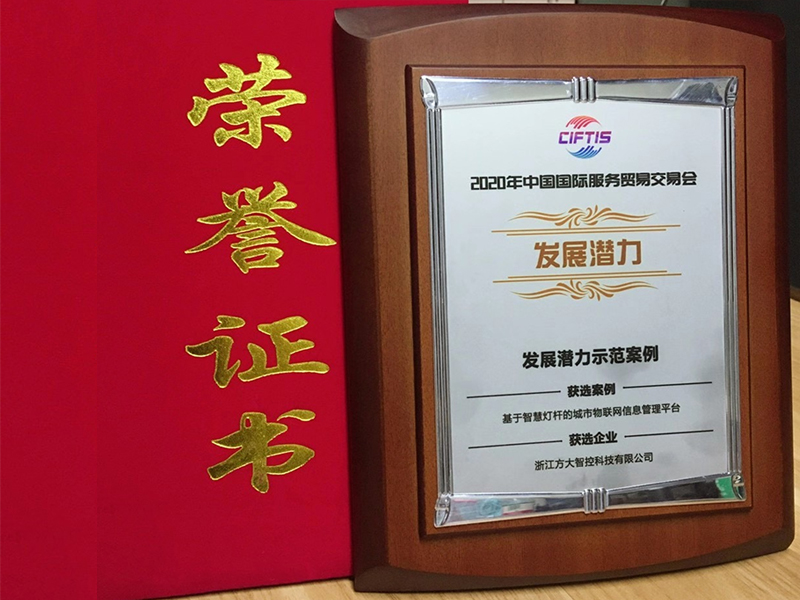 荣誉证书
CIFTIS
2020年中国国际服务贸易交易会
发展潜力
发展潜力示范案例
获选案例
基于智慧灯杆的城市物联网信息管理平台
获选企业
浙江方大智控科技有限公司